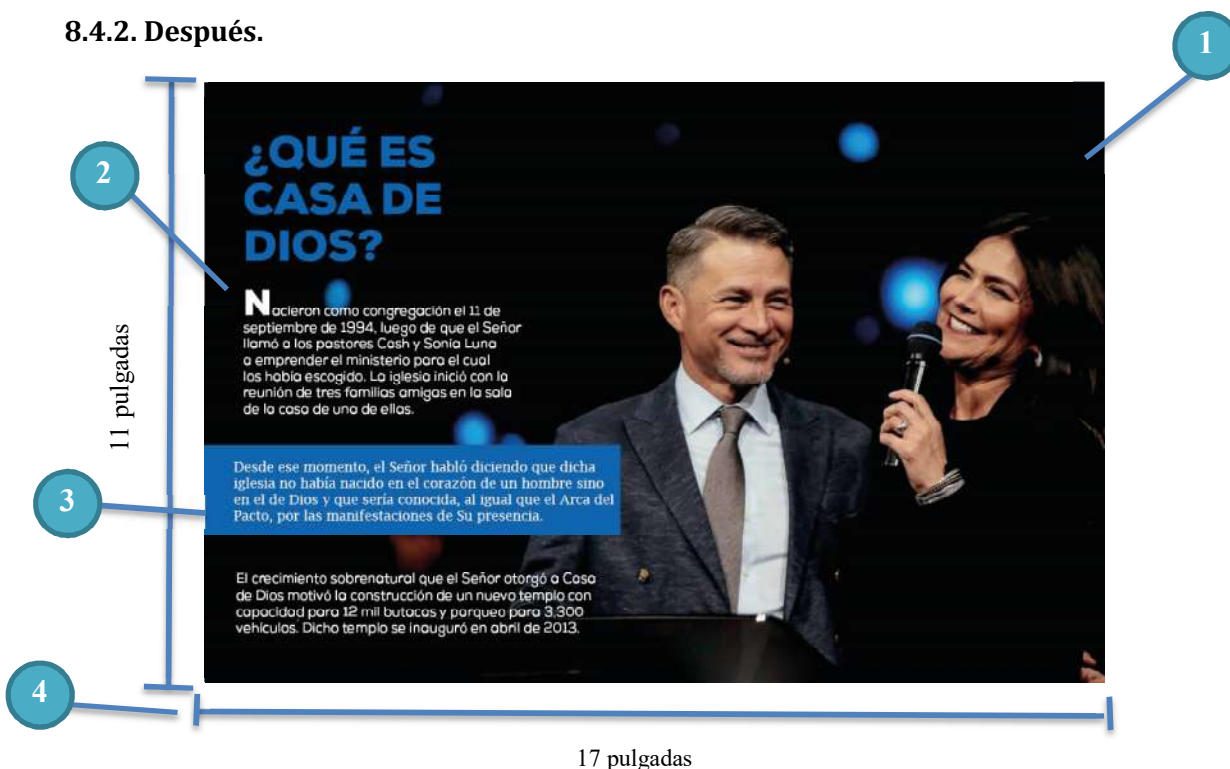 8.4.2. Después.
1
2
¿QUÉ ES
CASA DE
DIOS?
Nacieron como congregación el 11 de
septiembre de 1994, luego de que el Señor
llamó a los pastores Cash y Sonia Luna
a emprender el ministerio para el cual
los había escogido. La iglesia inició con la
reunión de tres familias amigas en la sala
de la casa de una de ellas.
11 pulgadas
3
Desde ese momento, el Señor habló diciendo que dicha
iglesia no había nacido en el corazón de un hombre sino
en el de Dios y que sería conocida, al igual que el Arca del
Pacto, por las manifestaciones de Su presencia.
El crecimiento sobrenatural que el Señor otorgó a Casa
de Dios motivó la construcción de un nuevo templo con
capacidad para 12 mil butacas y parqueo para 3,300
vehículos. Dicho templo se inauguró en abril de 2013.
4
17 pulgadas